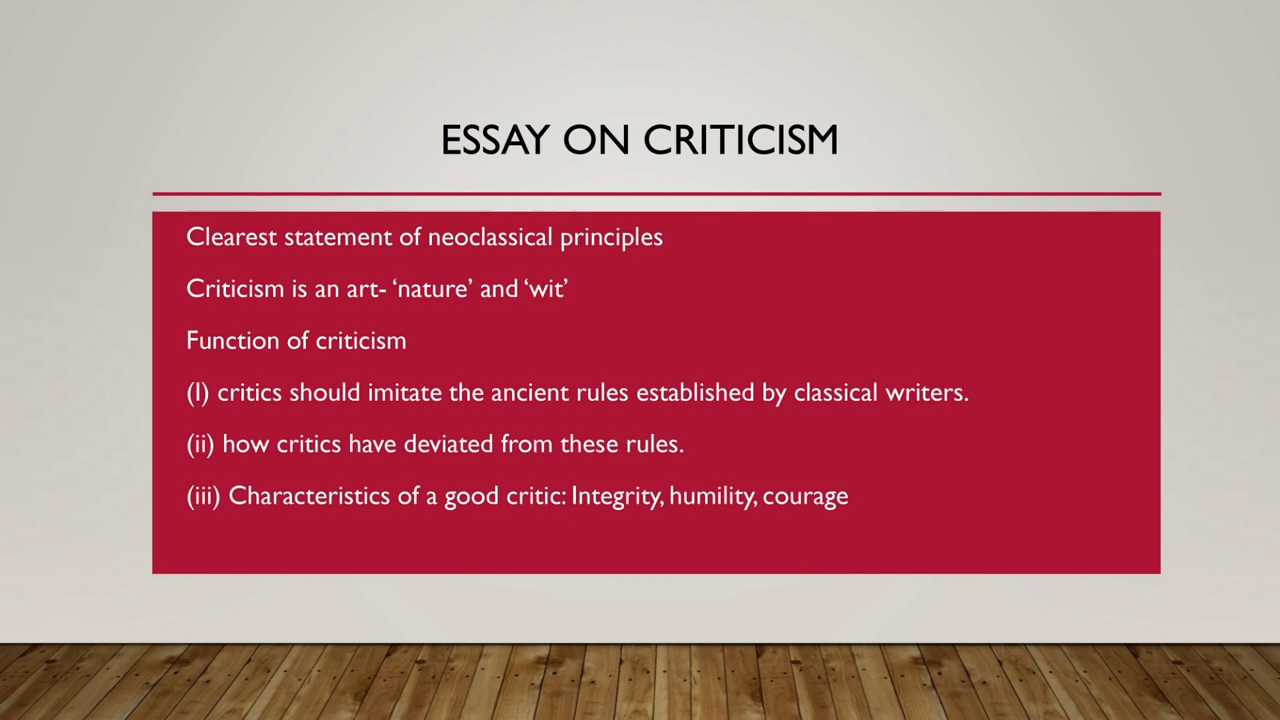 ESSAY ON CRITICISM
Clearest statement of neoclassical principles
Criticism is an art- ‘nature’ and ‘wit’
Function of criticism
(I) critics should imitate the ancient rules established by classical writers.
(ii) how critics have deviated from these rules.
(iii) Characteristics of a good critic: Integrity, humility, courage